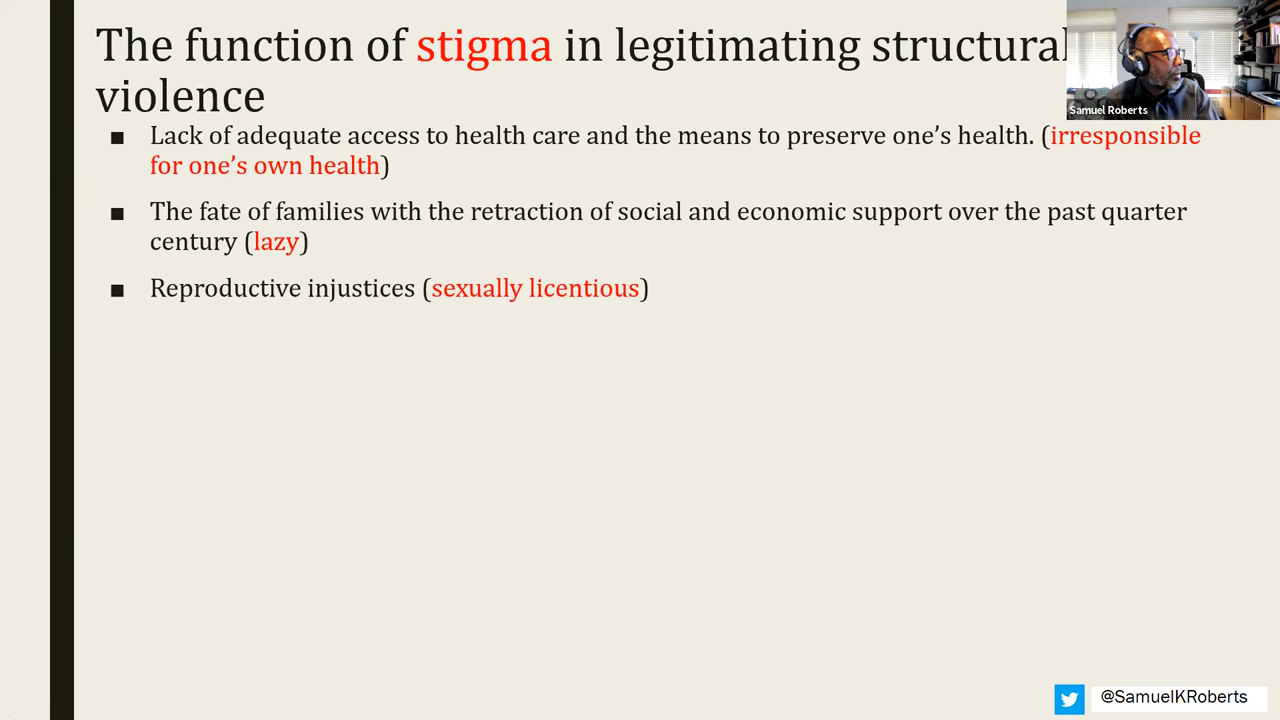 The function of stigma in legitimating structural
violence
Samuel Roberts
■ Lack of adequate access to health care and the means to preserve one’s health. (irresponsible
for one’s own health)
■ The fate of families with the retraction of social and economic support over the past quarter
century (lazy)
■ Reproductive injustices (sexually licentious)
@SamuelKRoberts